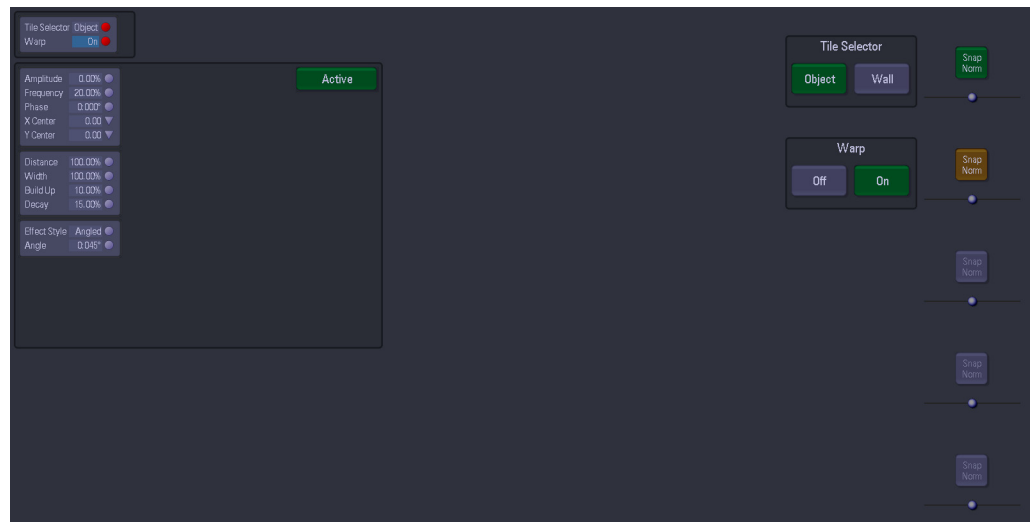 Tile Selector Object
Warp On
Amplitude 0.00%
Frequency 20.00%
Phase 0:000°
X Center 0.00
Y Center 0.00
Distance 100.00%
Width 100.00%
Build Up 10.00%
Decay 15.00%
Effect Style Angled
Angle 0:045°
Active
Tile Selector
Object Wall
Warp
Off On
Snap
Norm
Snap
Norm
Snap
Norm
Snap
Norm
Snap
Norm